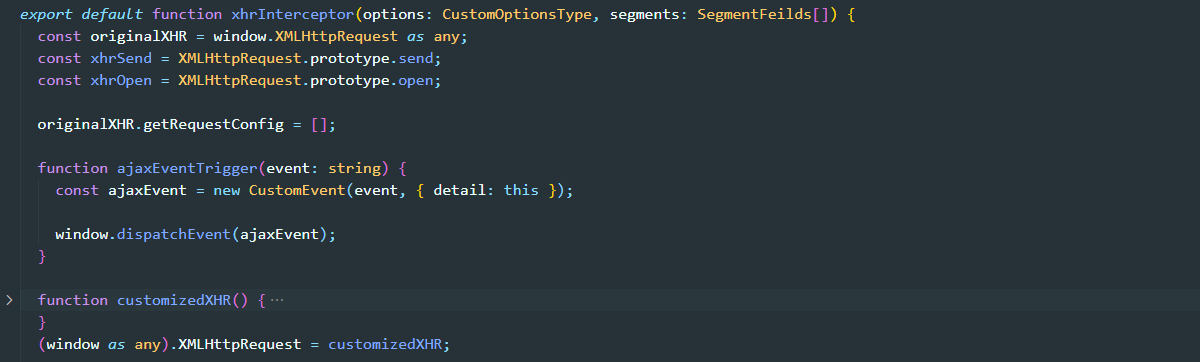 export default function xhrInterceptor(options: CustomOptionsType, segments: SegmentFeilds[]) {
const originalXHR = window.XMLHttpRequest as any;
const xhrSend = XMLHttpRequest.prototype.send;
const xhrOpen = XMLHttpRequest.prototype.open;
originalXHR.getRequestConfig = [];
function ajaxEventTrigger(event: string) {
const ajaxEvent = new CustomEvent(event, { detail: this });
window.dispatchEvent(ajaxEvent);
}
function customizedXHR() { ⋯
}
(window as any).XMLHttpRequest = customizedXHR;